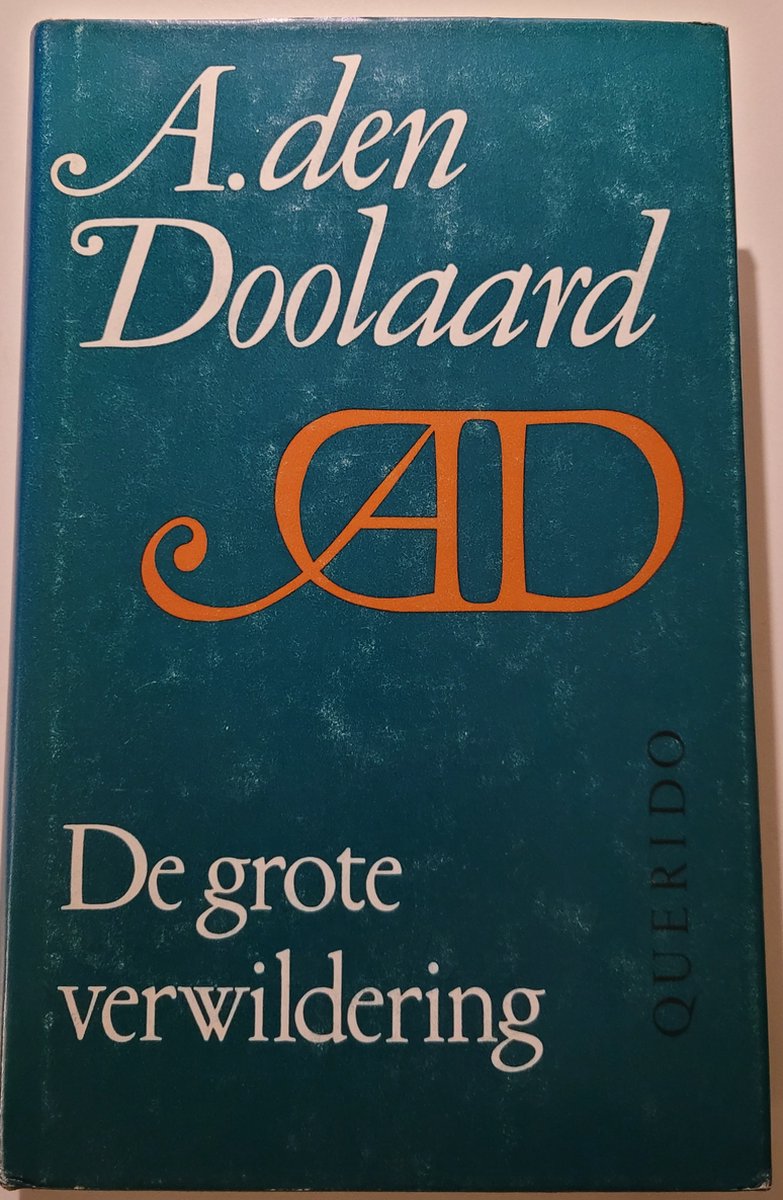 A. den
Doolaard
AD
De grote
verwildering
QUERIDO